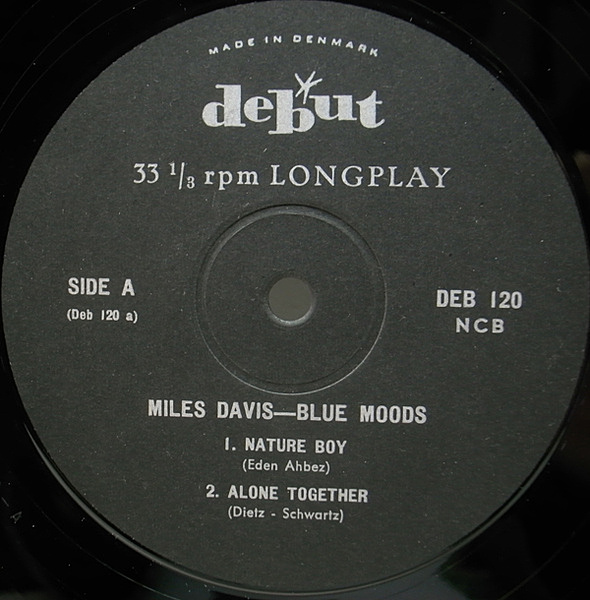 MADE IN DENMARK
debut
33 1/3 rpm LONGPLAY
SIDE A
(Deb 120 a)
DEB 120
NCB
MILES DAVIS—BLUE MOODS
1. NATURE BOY
(Eden Ahbez)
2. ALONE TOGETHER
(Dietz - Schwartz)